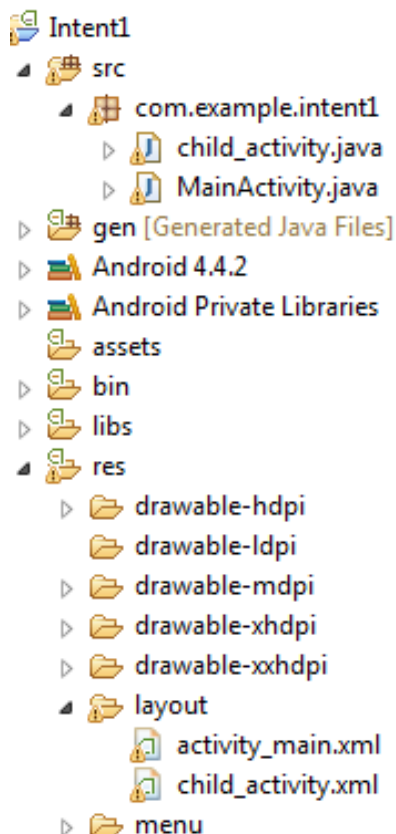 Intent1
src
com.example.intent1
child_activity.java
MainActivity.java
gen [Generated Java Files]
Android 4.4.2
Android Private Libraries
assets
bin
libs
res
drawable-hdpi
drawable-ldpi
drawable-mdpi
drawable-xhdpi
drawable-xxhdpi
layout
activity_main.xml
child_activity.xml
menu